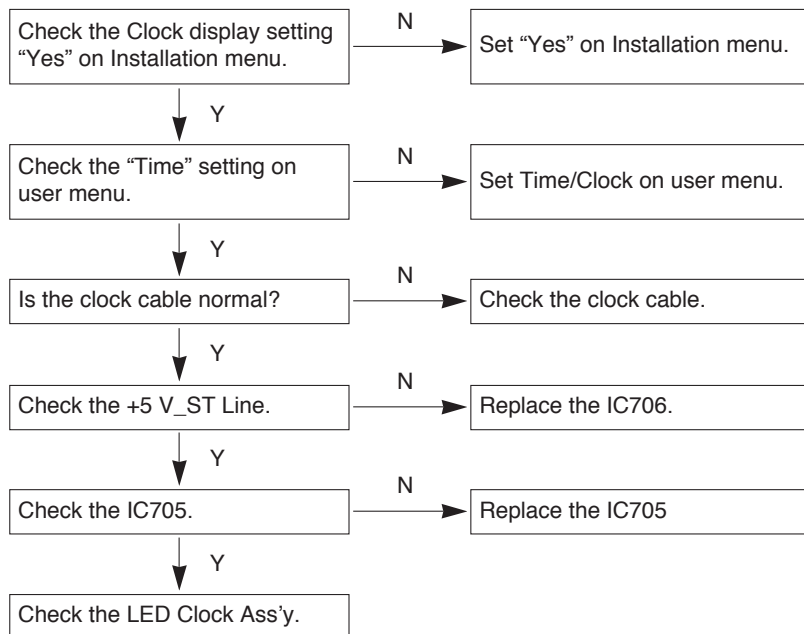 Check the Clock display setting
“Yes” on Installation menu.
N
Set “Yes” on Installation menu.
Y
Check the “Time” setting on
user menu.
N
Set Time/Clock on user menu.
Y
Is the clock cable normal?
N
Check the clock cable.
Y
Check the +5 V_ST Line.
N
Replace the IC706.
Y
Check the IC705.
N
Replace the IC705
Y
Check the LED Clock Ass’y.